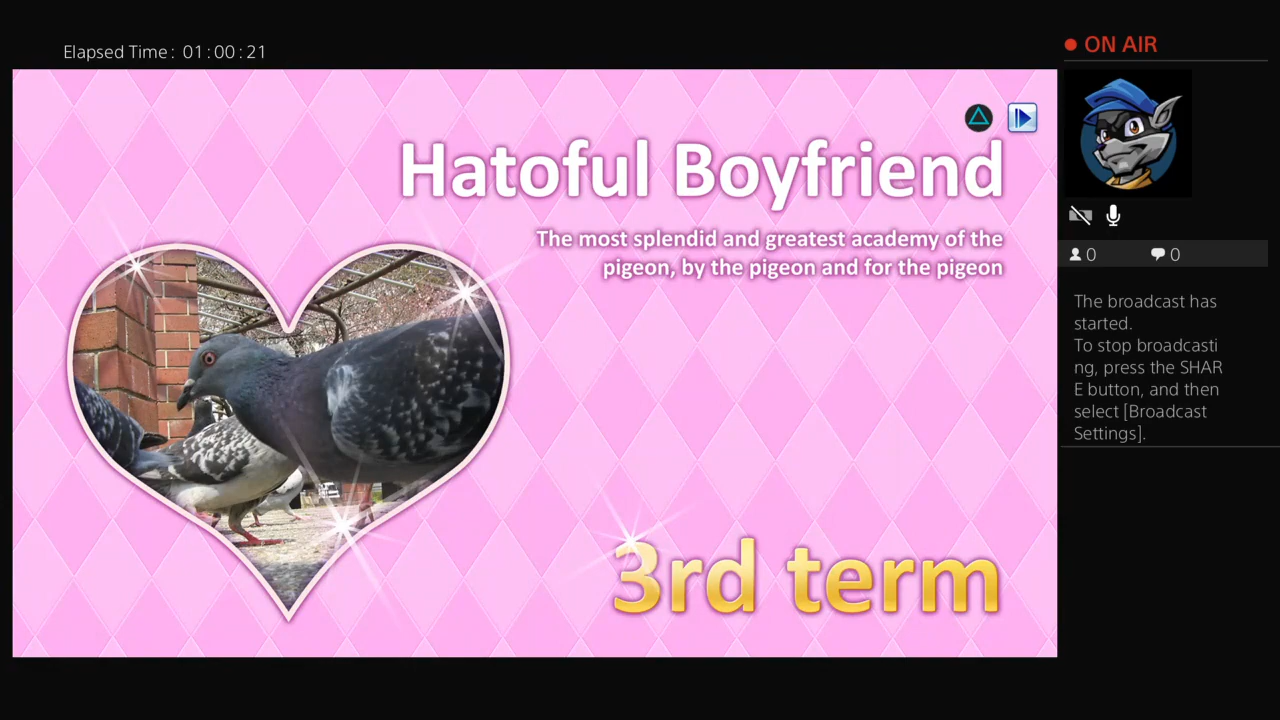 Elapsed Time: 01:00:21
ON AIR
Hatoful Boyfriend
The most splendid and greatest academy of the
pigeon, by the pigeon and for the pigeon
3rd term
0 0
The broadcast has
started.
To stop broadcasti
ng, press the SHAR
E button, and then
select [Broadcast
Settings].